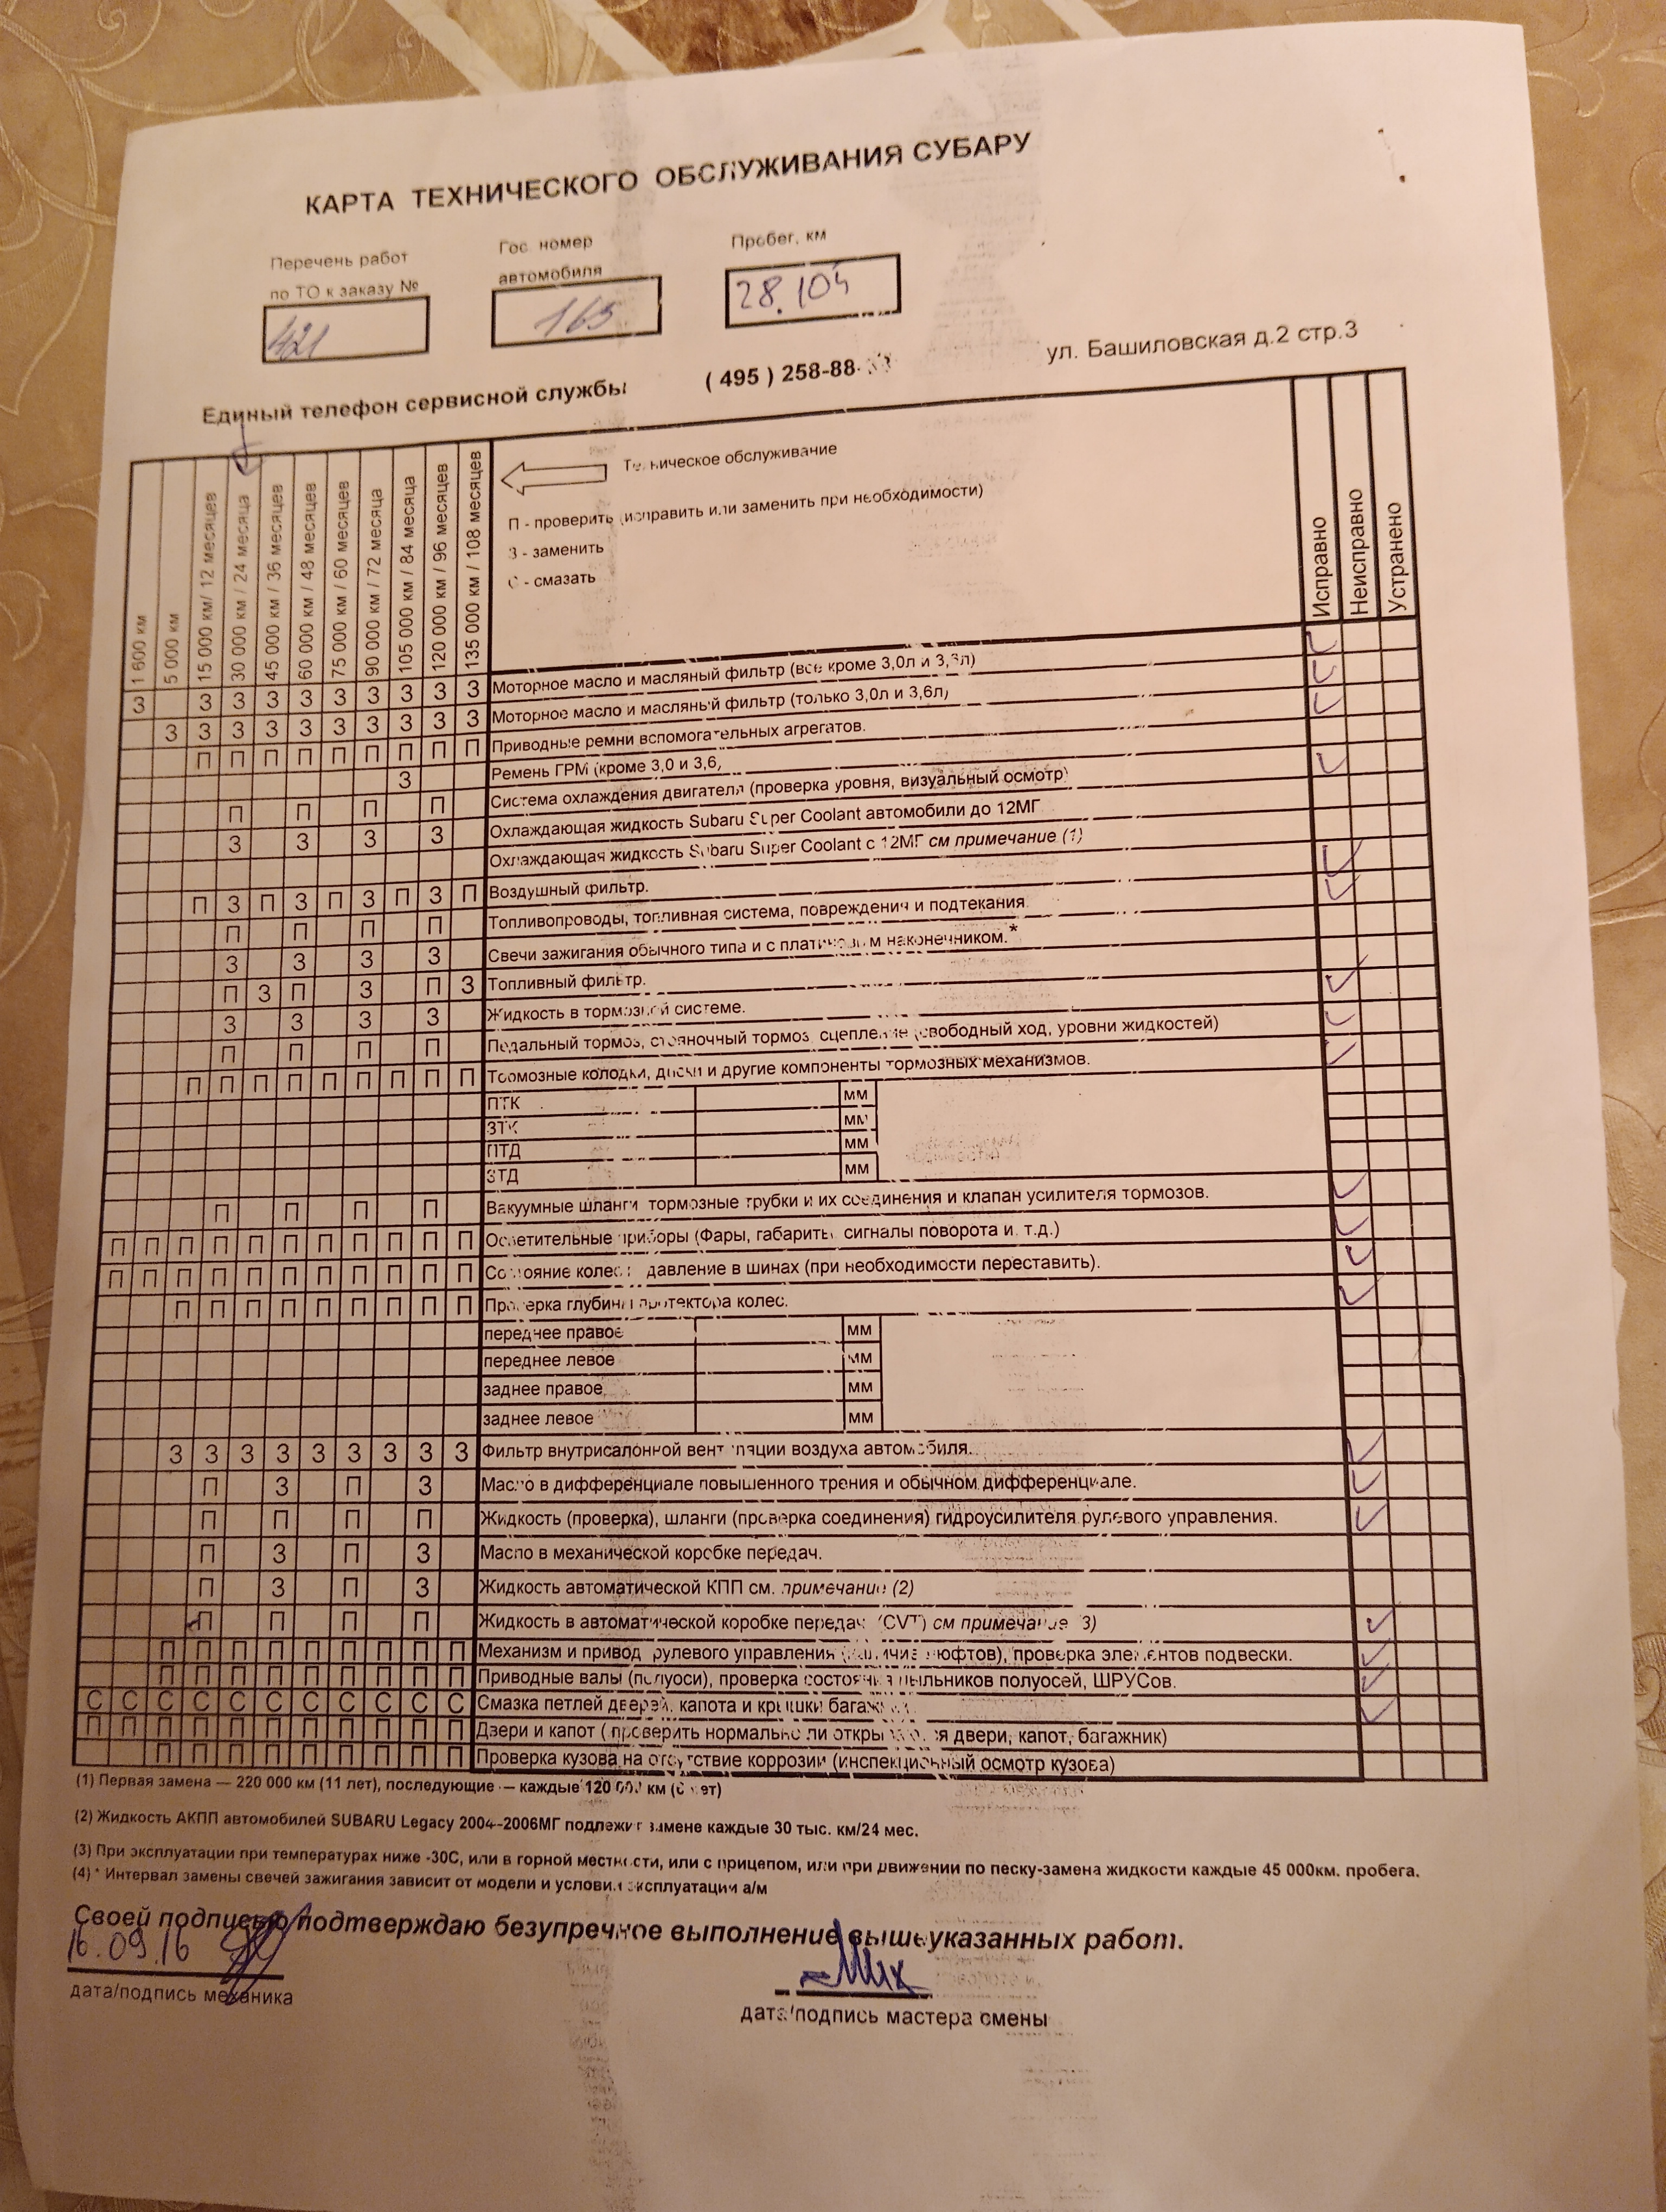 КАРТА ТЕХНИЧЕСКОГО ОБСЛУЖИВАНИЯ СУБАРУ
Перечень работ по ТО к заказу №
Гос. номер автомобиля
Пробег, км
421
165
28.104
Единый телефон сервисной службы ( 495 ) 258-88-
ул. Башиловская д.2 стр.3
1 600 км
5 000 км
15 000 км/ 12 месяцев
30 000 км / 24 месяца
45 000 км / 36 месяцев
60 000 км / 48 месяцев
75 000 км / 60 месяцев
90 000 км / 72 месяца
105 000 км / 84 месяца
120 000 км / 96 месяцев
135 000 км / 108 месяцев
Техническое обслуживание
П - проверить (исправить или заменить при необходимости)
З - заменить
С - смазать
Исправно
Неисправно
Устранено
З З З З З З З З З З Моторное масло и масляный фильтр (все кроме 3,0л и 3,6л)
З З З З З З З З З З Моторное масло и масляный фильтр (только 3,0л и 3,6л)
П П П П П П П П П Приводные ремни вспомогательных агрегатов.
З Ремень ГРМ (кроме 3,0 и 3,6)
П П П П Система охлаждения двигателя (проверка уровня, визуальный осмотр)
З З З З Охлаждающая жидкость Subaru Super Coolant автомобили до 12МГ
Охлаждающая жидкость Subaru Super Coolant с 12МГ см примечание (1)
П З П З П З П З П Воздушный фильтр.
П П П П Топливопроводы, топливная система, повреждения и подтекания
З З З З Свечи зажигания обычного типа и с платиновым наконечником.*
П З П З П З Топливный фильтр.
З З З З Жидкость в тормозной системе.
П П П П Педальный тормоз, стояночный тормоз, сцепление (свободный ход, уровни жидкостей)
П П П П П П П П П Тормозные колодки, диски и другие компоненты тормозных механизмов.
ПТК мм
ЗТК мм
ПТД мм
ЗТД мм
П П П П Вакуумные шланги, тормозные трубки и их соединения и клапан усилителя тормозов.
П П П П П П П П П П П Осветительные приборы (Фары, габариты, сигналы поворота и. т.д.)
П П П П П П П П П П П Состояние колес и давление в шинах (при необходимости переставить).
П П П П П П П П П Проверка глубины протектора колес.
переднее правое мм
переднее левое мм
заднее правое мм
заднее левое мм
З З З З З З З З З Фильтр внутрисалонной вентиляции воздуха автомобиля.
П З П З Масло в дифференциале повышенного трения и обычном дифференциале.
П П П П Жидкость (проверка), шланги (проверка соединения) гидроусилителя рулевого управления.
П З П З Масло в механической коробке передач.
П З П З Жидкость автоматической КПП см. примечание (2)
П П П П Жидкость в автоматической коробке передач (CVT) см примечание (3)
П П П П П П П П П Механизм и привод рулевого управления (наличие люфтов), проверка элементов подвески.
П П П П П П П П П Приводные валы (полуоси), проверка состояния пыльников полуосей, ШРУСов.
С С С С С С С С С С С Смазка петлей дверей, капота и крышки багажника.
П П П П П П П П П П П Двери и капот ( проверить нормально ли открываются двери, капот, багажник)
П П П П П П П П П Проверка кузова на отсутствие коррозии (инспекционный осмотр кузова)
(1) Первая замена — 220 000 км (11 лет), последующие — каждые 120 000 км (6 лет)
(2) Жидкость АКПП автомобилей SUBARU Legacy 2004-2006МГ подлежит замене каждые 30 тыс. км/24 мес.
(3) При эксплуатации при температурах ниже -30С, или в горной местности, или с прицепом, или при движении по песку-замена жидкости каждые 45 000км. пробега.
(4) * Интервал замены свечей зажигания зависит от модели и условий эксплуатации а/м
Своей подписью подтверждаю безупречное выполнение вышеуказанных работ.
16.09.16
дата/подпись механика
дата/подпись мастера смены